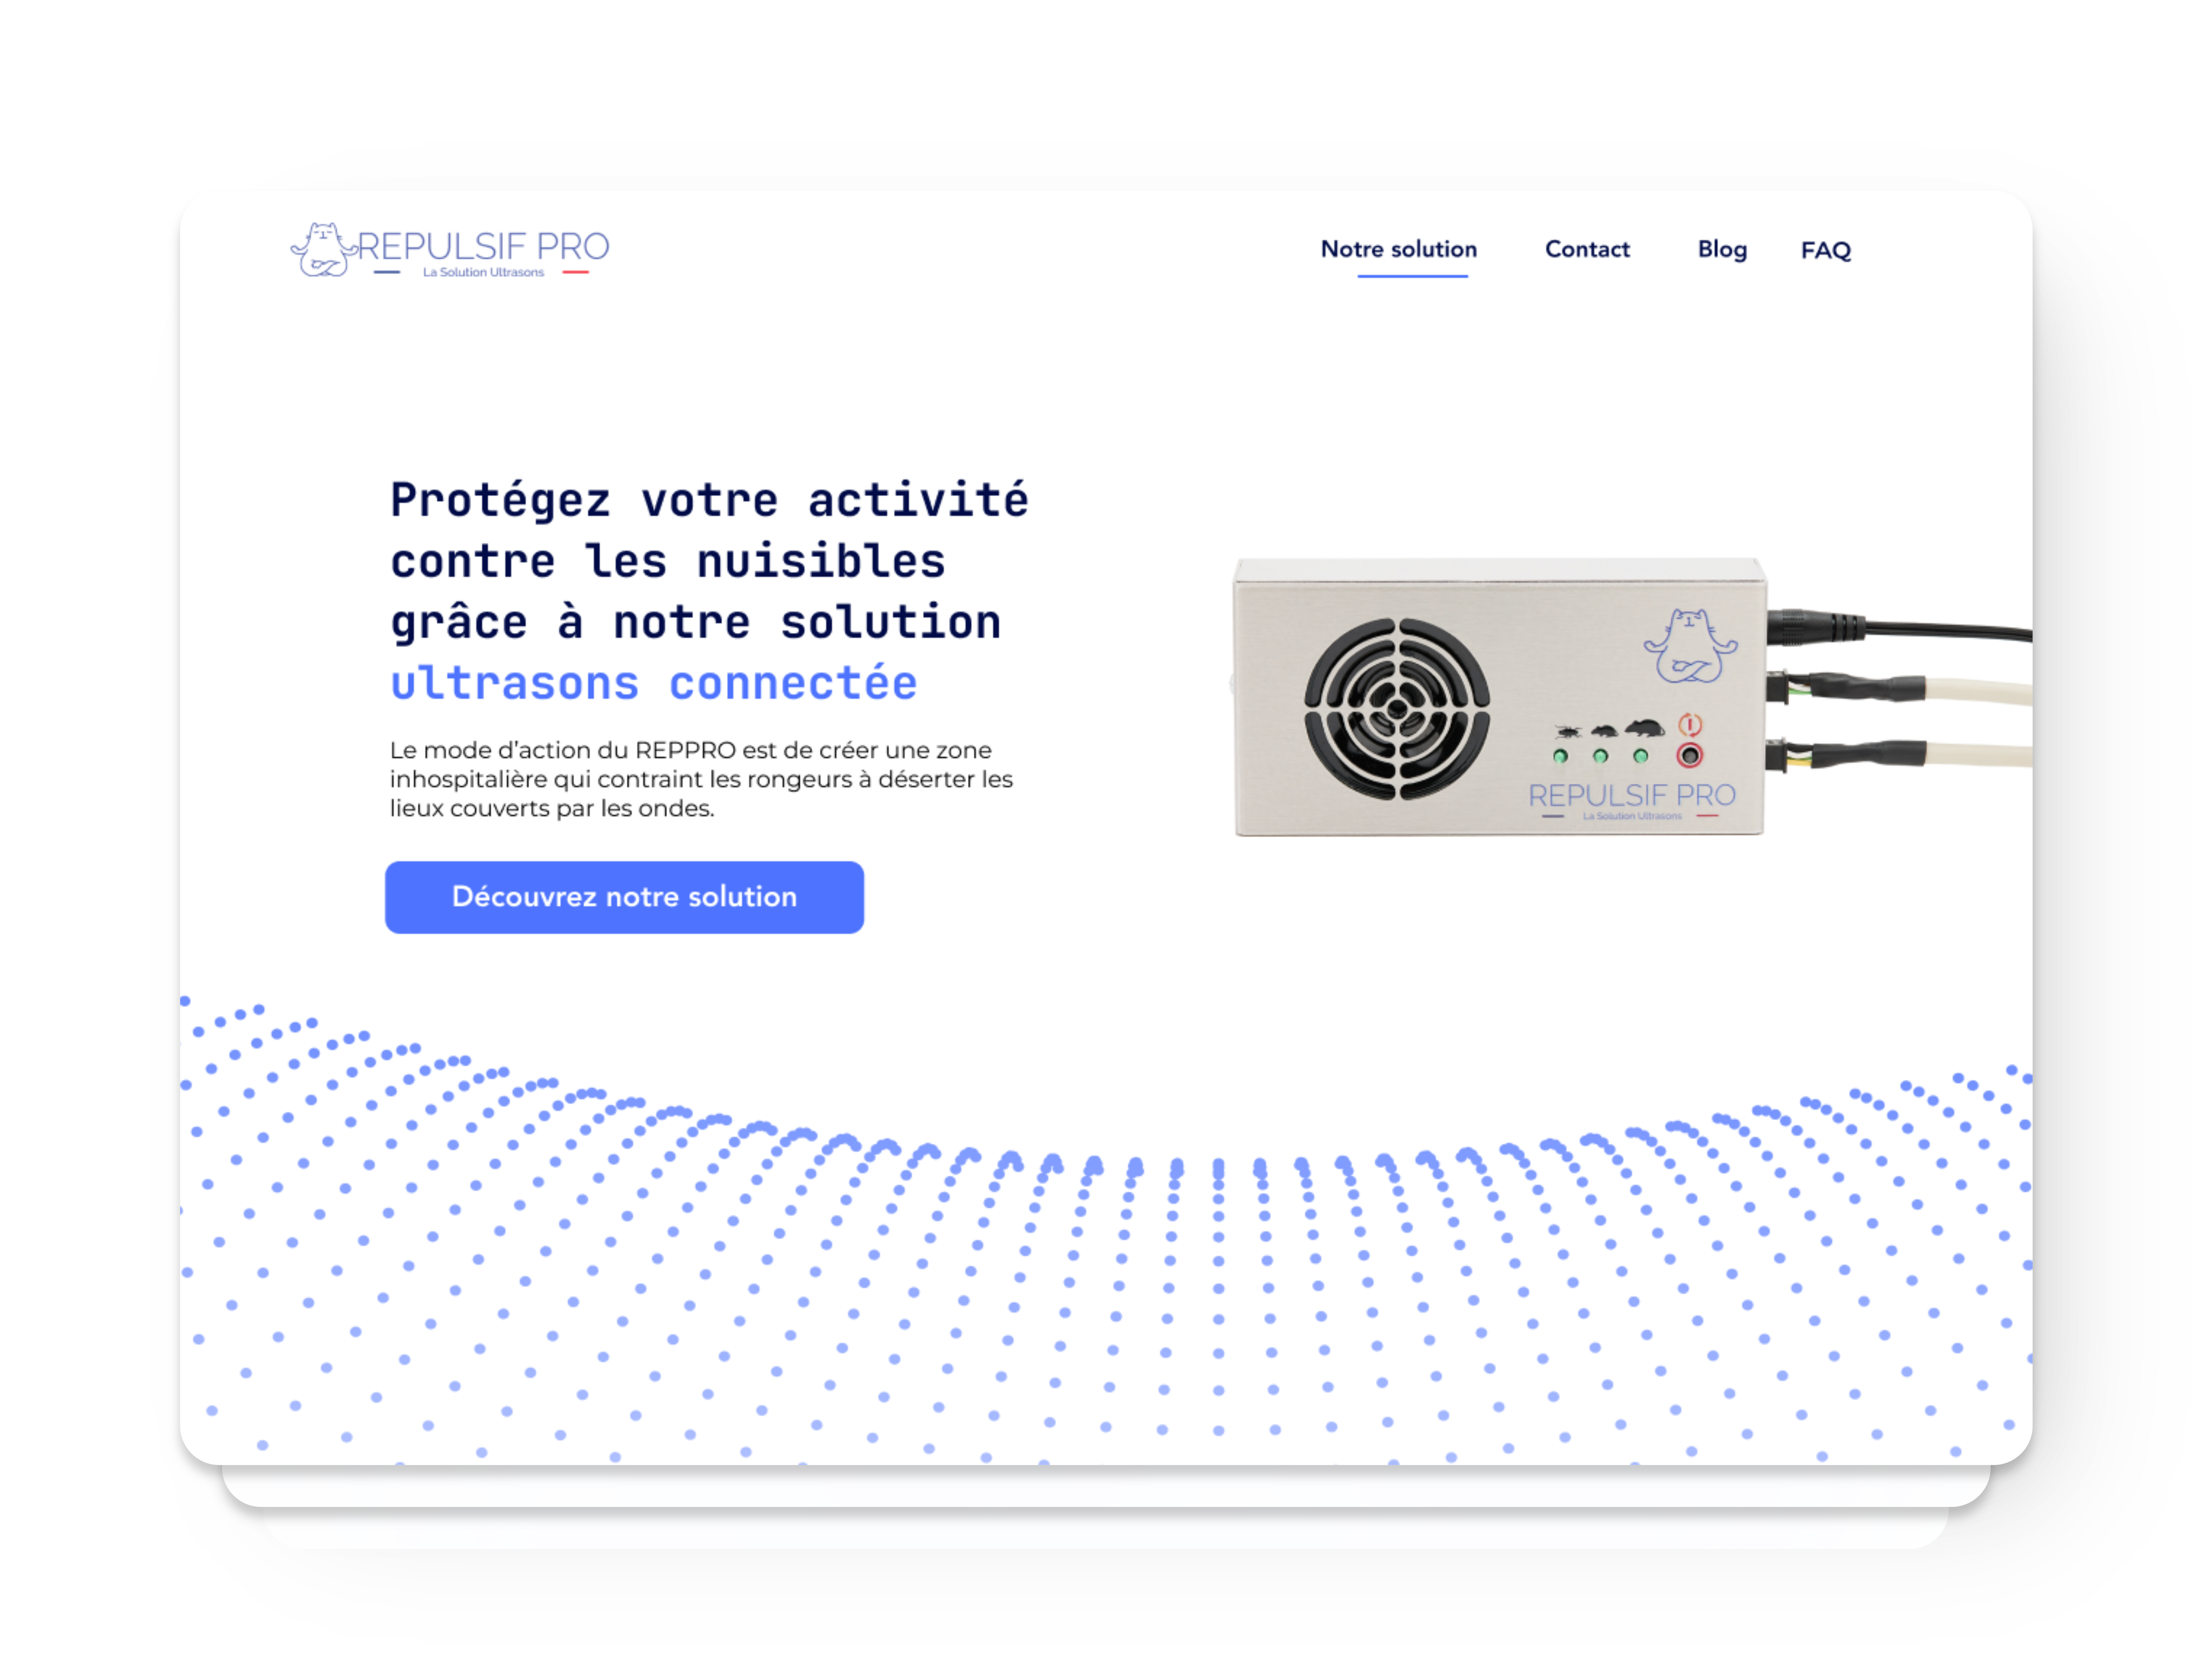 REPULSIF PRO
La Solution Ultrasons
Notre solution
Contact
Blog
FAQ
Protégez votre activité
contre les nuisibles
grâce à notre solution
ultrasons connectée
Le mode d’action du REPPRO est de créer une zone
inhospitalière qui contraint les rongeurs à déserter les
lieux couverts par les ondes.
Découvrez notre solution
REPULSIF PRO
La Solution Ultrasons